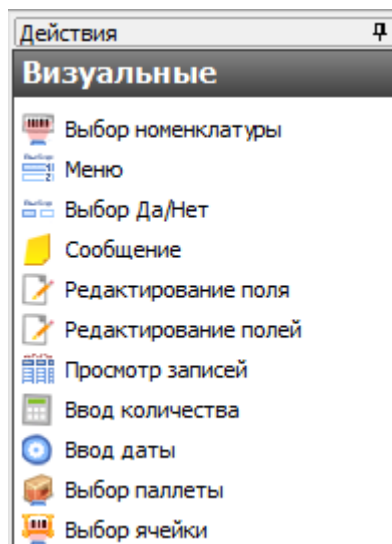 Действия
Визуальные
Выбор номенклатуры
Меню
Выбор Да/Нет
Сообщение
Редактирование поля
Редактирование полей
Просмотр записей
Ввод количества
Ввод даты
Выбор паллеты
Выбор ячейки